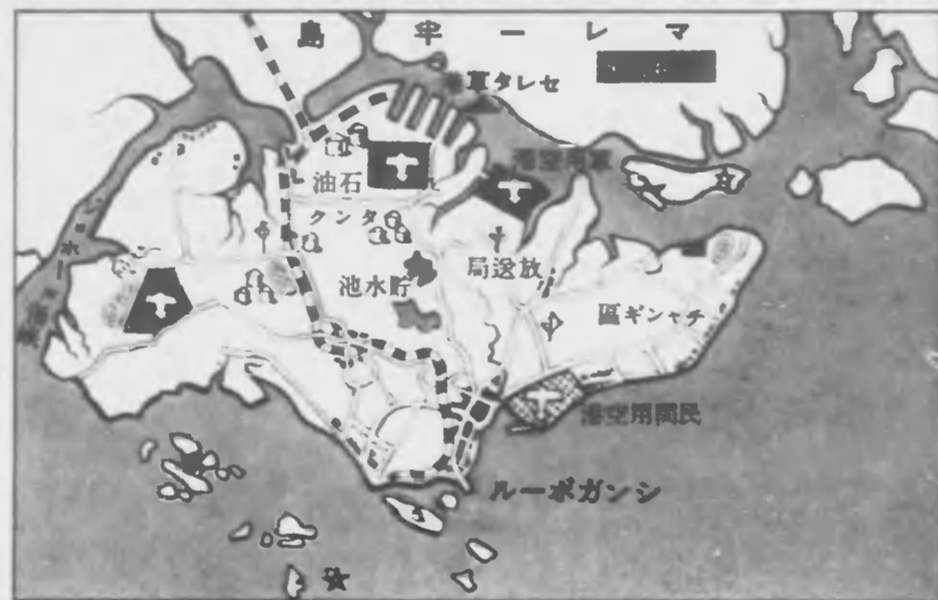 マレー半島
セレタ軍港
軍用空港
石油
タンク
貯水池
放送局
チャンギ區
民間用空港
シンガポール